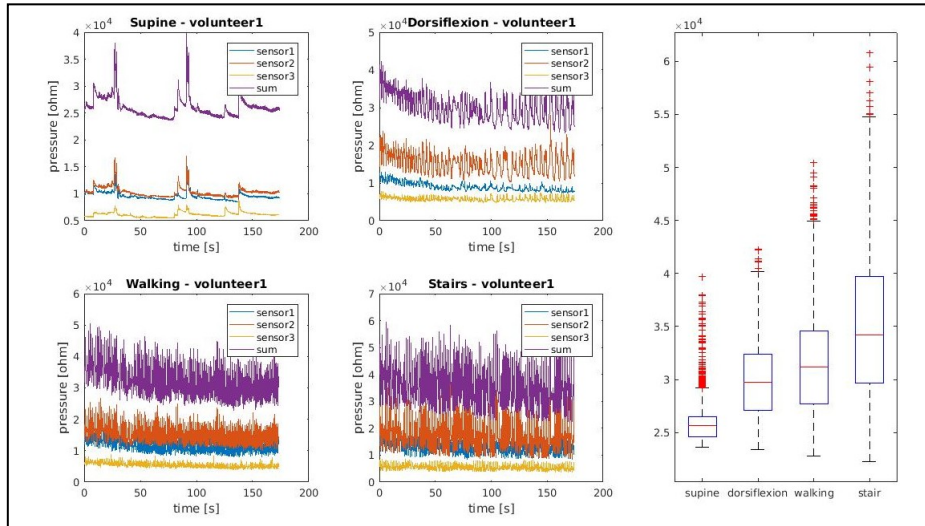 Supine - volunteer1
×10⁴
4
3.5
3
2.5
2
1.5
1
0.5
0
50
100
150
200
pressure [ohm]
time [s]
sensor1
sensor2
sensor3
sum
Dorsiflexion - volunteer1
×10⁴
5
4
3
2
1
0
0
50
100
150
200
pressure [ohm]
time [s]
sensor1
sensor2
sensor3
sum
Walking - volunteer1
×10⁴
6
5
4
3
2
1
0
0
50
100
150
200
pressure [ohm]
time [s]
sensor1
sensor2
sensor3
sum
Stairs - volunteer1
×10⁴
7
6
5
4
3
2
1
0
0
50
100
150
200
pressure [ohm]
time [s]
sensor1
sensor2
sensor3
sum
×10⁴
6
5.5
5
4.5
4
3.5
3
2.5
supine
dorsiflexion
walking
stair